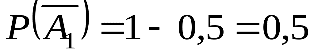 P(A̅₁) = 1 − 0,5 = 0,5